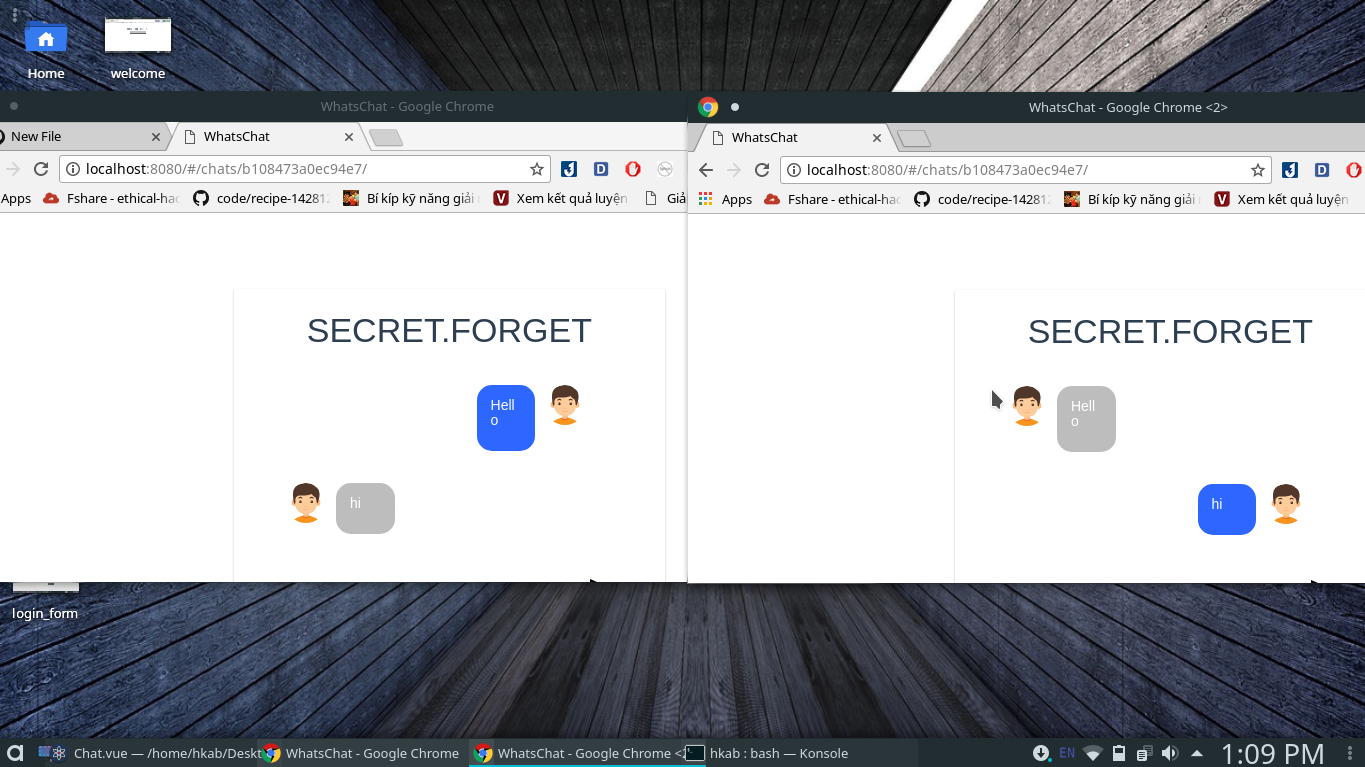 Home
welcome
WhatsChat - Google Chrome
New File
WhatsChat
localhost:8080/#/chats/b108473a0ec94e7/
Apps
Fshare - ethical-hac
code/recipe-14281
Bí kíp kỹ năng giải
Xem kết quả luyện
Giả
SECRET.FORGET
Hell
o
hi
WhatsChat - Google Chrome <2>
WhatsChat
localhost:8080/#/chats/b108473a0ec94e7/
Apps
Fshare - ethical-hac
code/recipe-14281
Bí kíp kỹ năng giải
Xem kết quả luyện
SECRET.FORGET
Hell
o
hi
login_form
Chat.vue — /home/hkab/Deskt
WhatsChat - Google Chrome
WhatsChat - Google Chrome <2
hkab : bash — Konsole
EN
1:09 PM